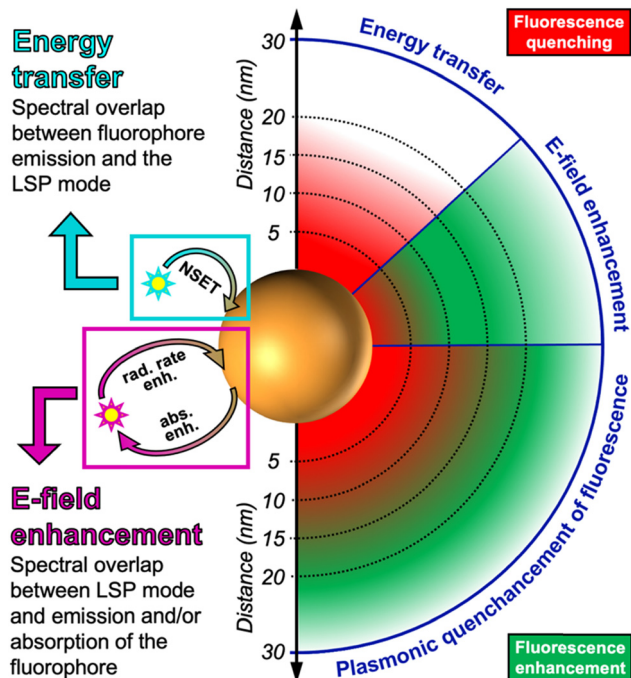 Energy
transfer
Spectral overlap
between fluorophore
emission and the
LSP mode
NSET
rad. rate
enh.
abs.
enh.
E-field
enhancement
Spectral overlap
between LSP mode
and emission and/or
absorption of the
fluorophore
Distance (nm)
30
20
15
10
5
5
10
15
20
30
Distance (nm)
Fluorescence
quenching
Energy transfer
E-field enhancement
Plasmonic quenchancement of fluorescence
Fluorescence
enhancement